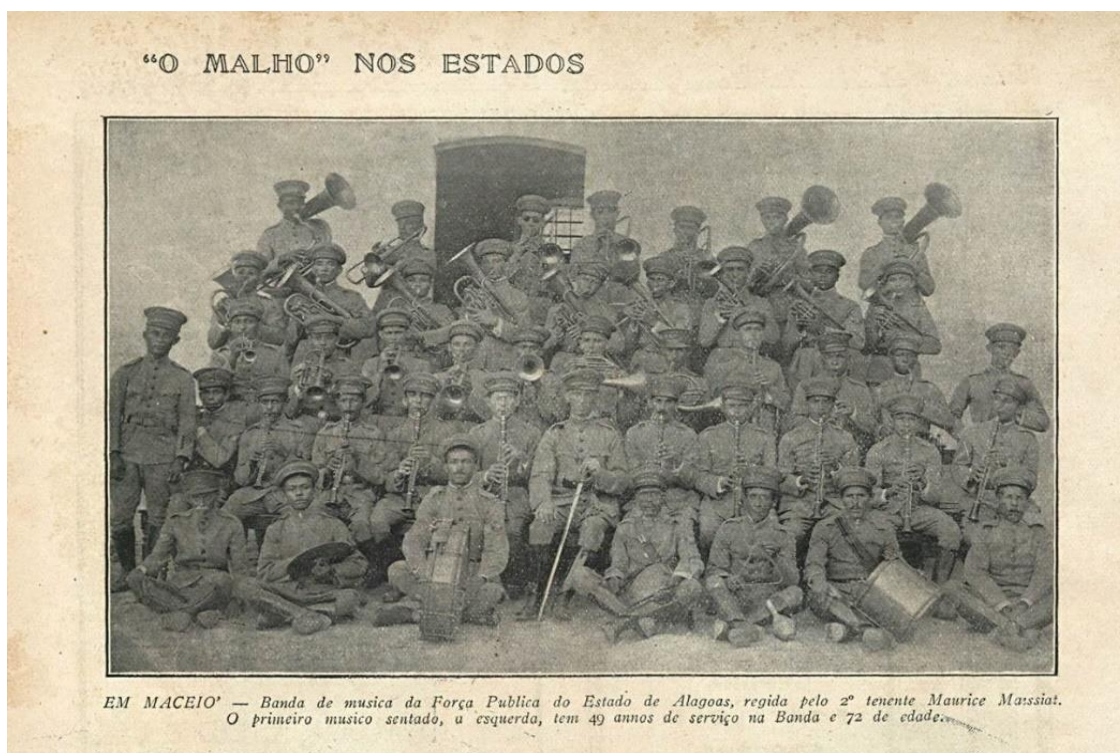 “O MALHO” NOS ESTADOS
EM MACEIO’ — Banda de musica da Força Publica do Estado de Alagoas, regida pelo 2º tenente Maurice Maissiat.
O primeiro musico sentado, a esquerda, tem 49 annos de serviço na Banda e 72 de edade.